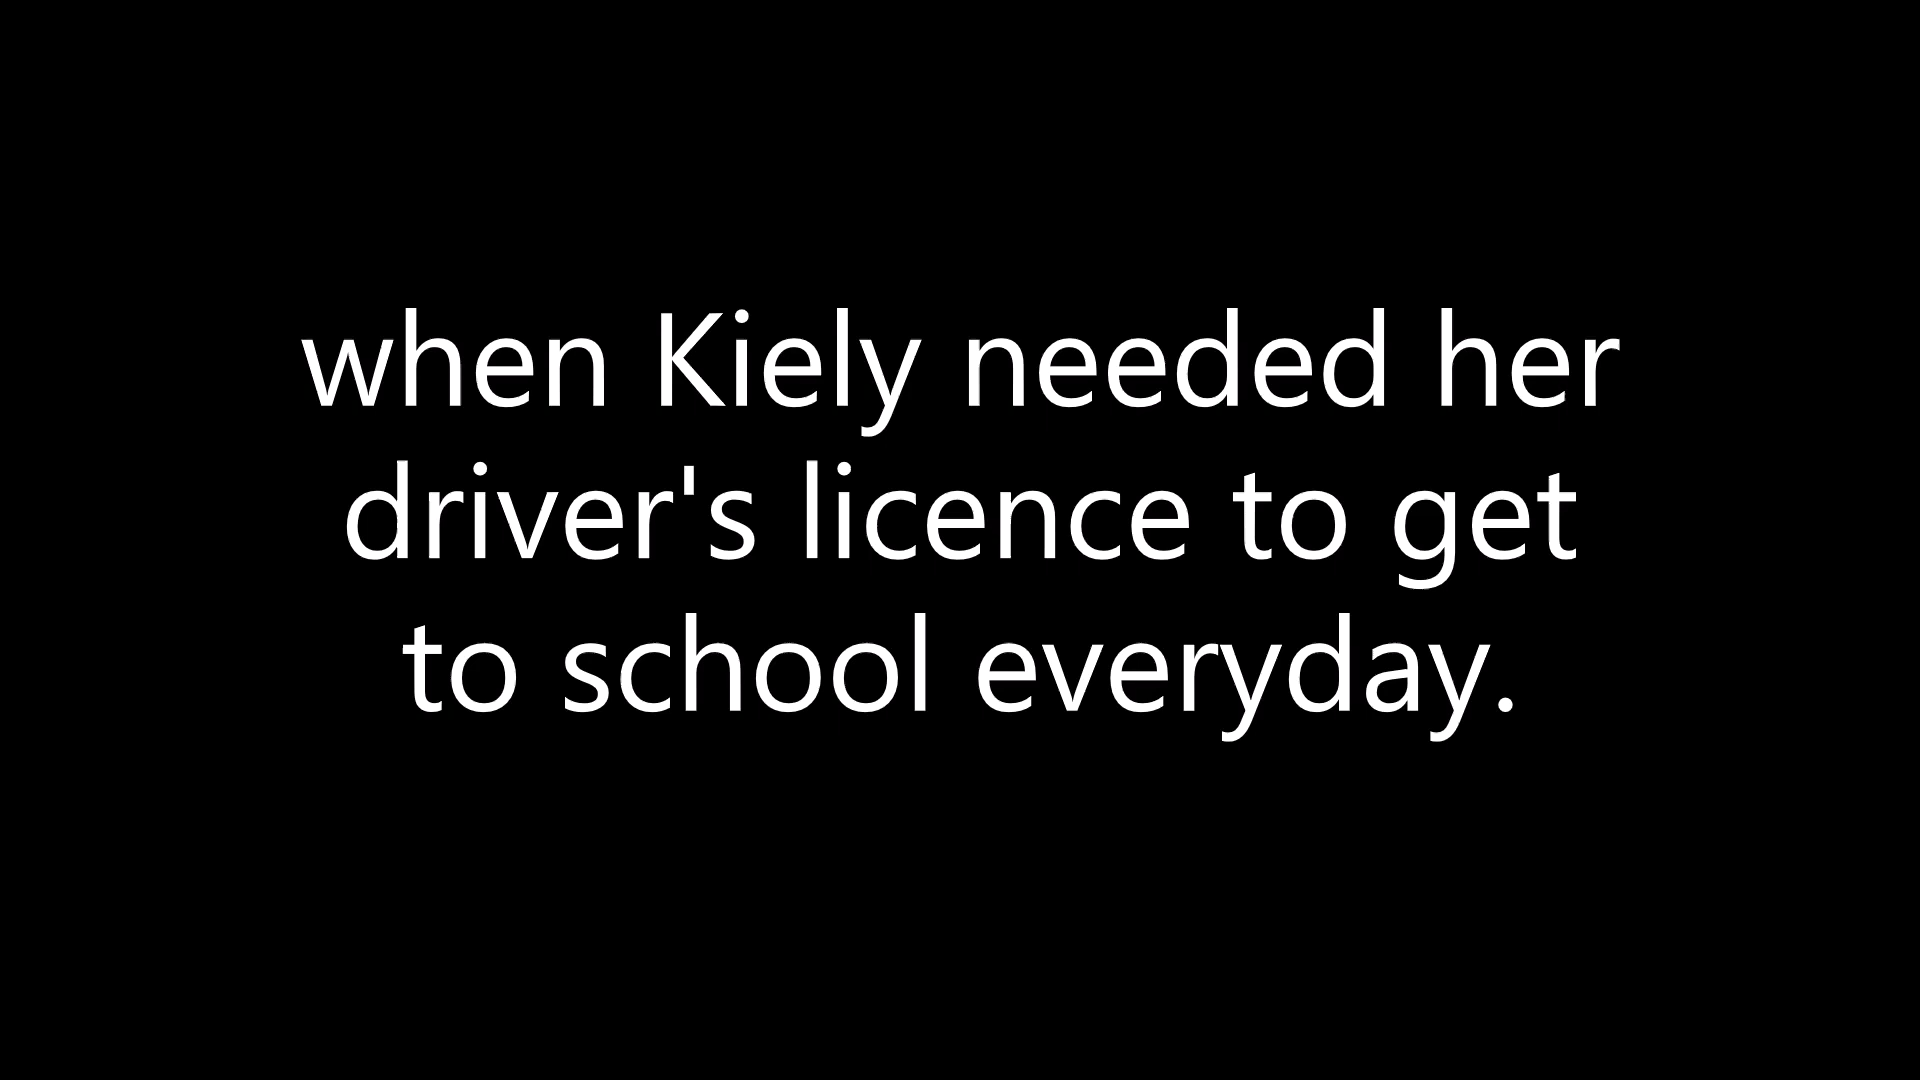 when Kiely needed her
driver's licence to get
to school everyday.